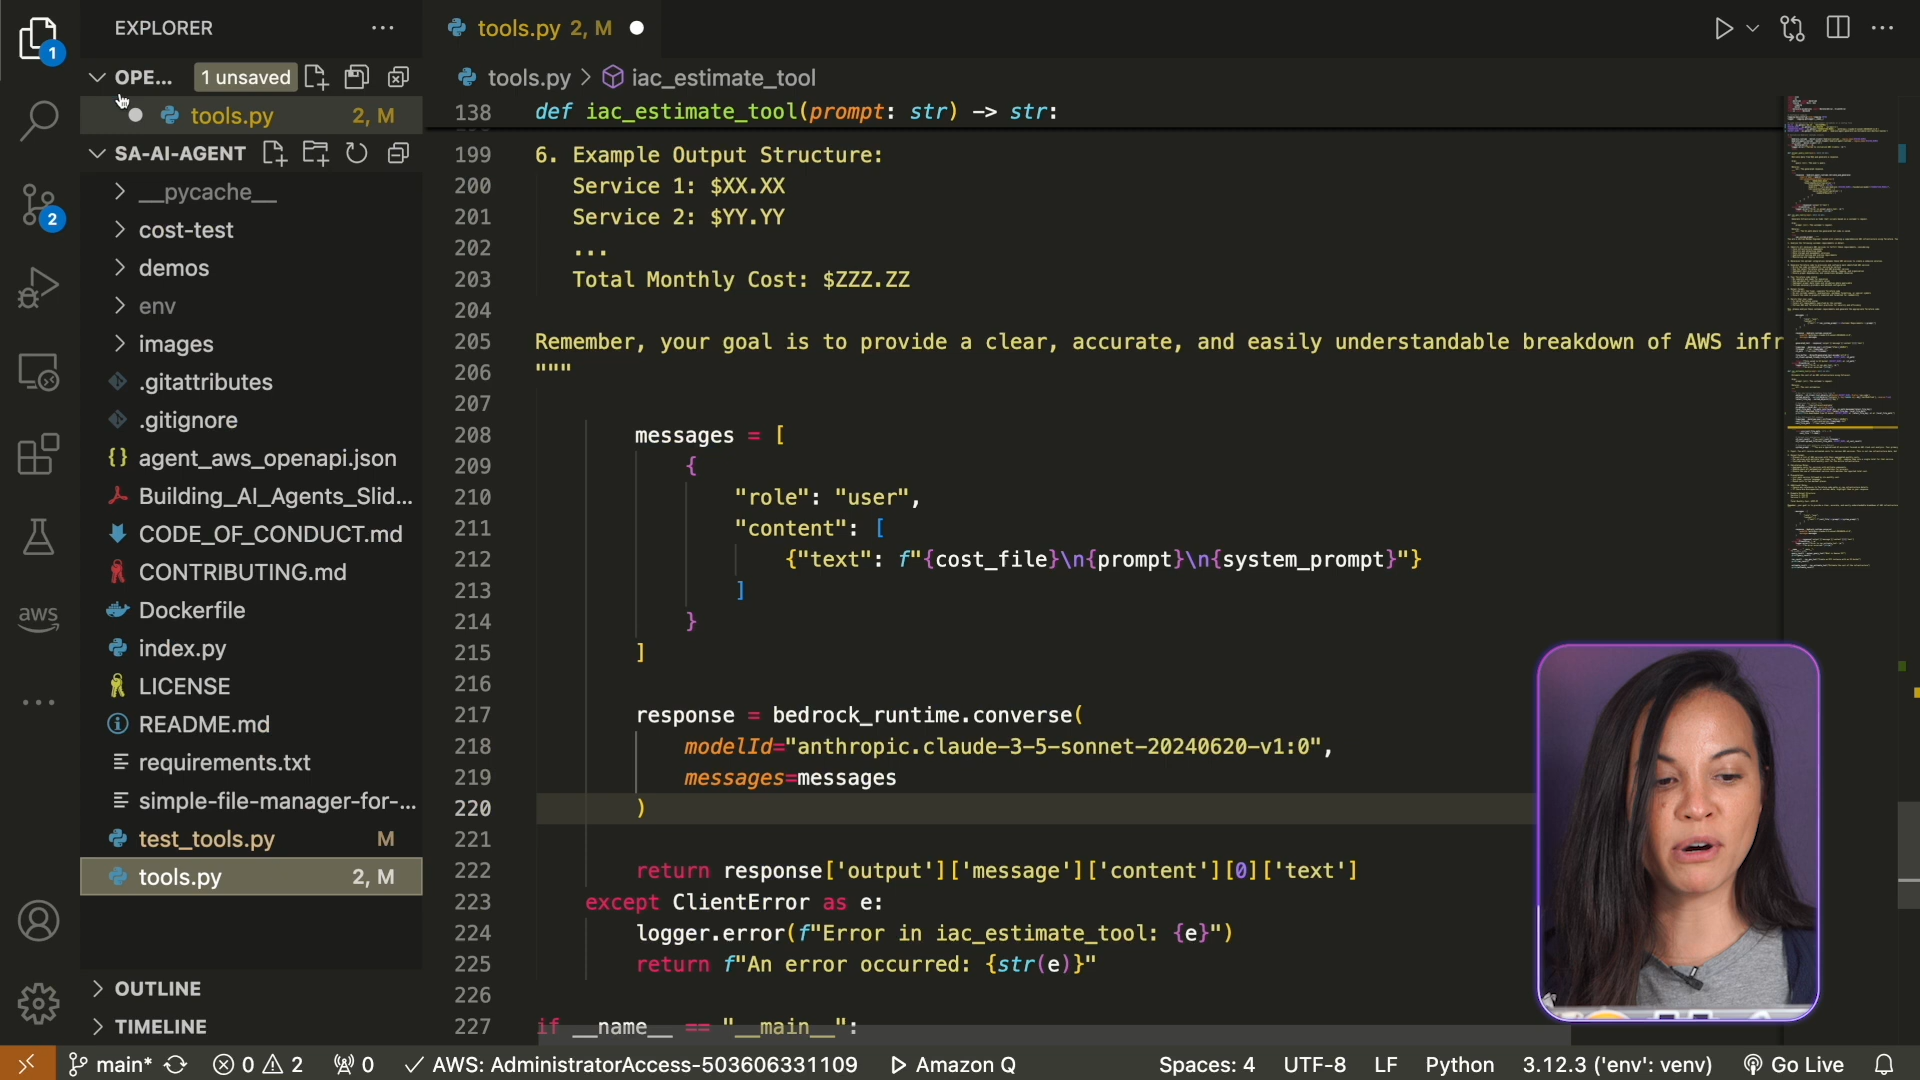 EXPLORER
tools.py 2, M
1
OPE... 1 unsaved
tools.py > iac_estimate_tool
tools.py 2, M
138 def iac_estimate_tool(prompt: str) -> str:
SA-AI-AGENT
199 6. Example Output Structure:
__pycache__
200 Service 1: $XX.XX
2
cost-test
201 Service 2: $YY.YY
202 ...
demos
203 Total Monthly Cost: $ZZZ.ZZ
env
204
images
205 Remember, your goal is to provide a clear, accurate, and easily understandable breakdown of AWS infr
.gitattributes
206 """
207
.gitignore
208 messages = [
agent_aws_openapi.json
209 {
Building_AI_Agents_Slid...
210 "role": "user",
CODE_OF_CONDUCT.md
211 "content": [
212 {"text": f"{cost_file}\n{prompt}\n{system_prompt}"}
CONTRIBUTING.md
213 ]
aws
Dockerfile
214 }
index.py
215 ]
LICENSE
216
217 response = bedrock_runtime.converse(
README.md
218 modelId="anthropic.claude-3-5-sonnet-20240620-v1:0",
requirements.txt
219 messages=messages
simple-file-manager-for-...
220 )
test_tools.py M
221
222 return response['output']['message']['content'][0]['text']
tools.py 2, M
223 except ClientError as e:
224 logger.error(f"Error in iac_estimate_tool: {e}")
225 return f"An error occurred: {str(e)}"
OUTLINE
226
TIMELINE
227 if __name__ == "__main__":
main* 0 2 0 AWS: AdministratorAccess-503606331109 Amazon Q Spaces: 4 UTF-8 LF Python 3.12.3 ('env': venv) Go Live